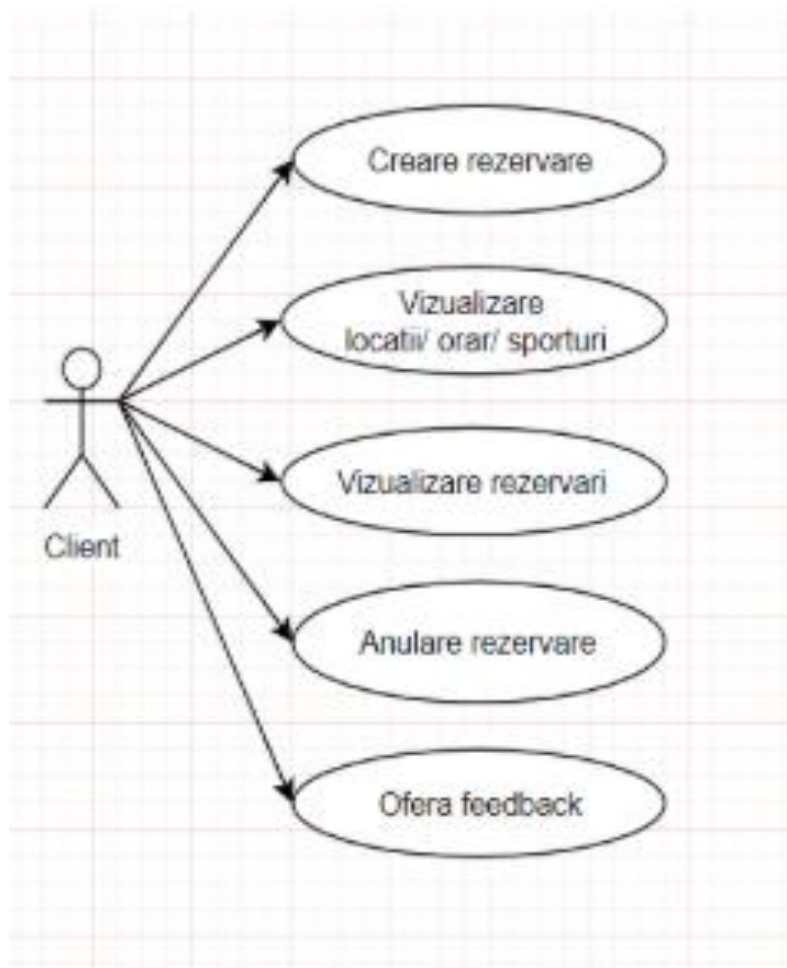 Creare rezervare
Vizualizare
locatii/ orar/ sporturi
Client
Vizualizare rezervari
Anulare rezervare
Ofera feedback